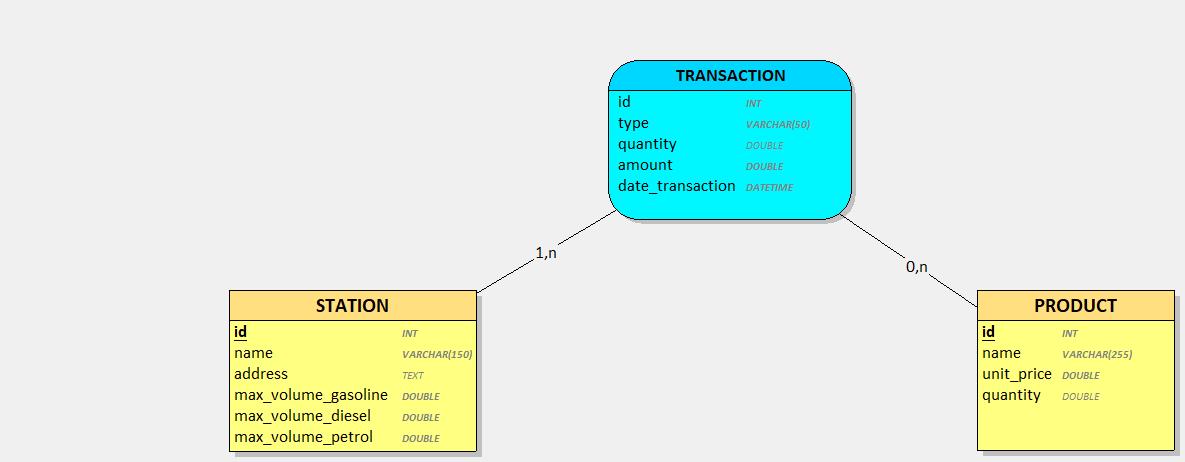 TRANSACTION
id INT
type VARCHAR(50)
quantity DOUBLE
amount DOUBLE
date_transaction DATETIME
1,n
0,n
STATION
id INT
name VARCHAR(150)
address TEXT
max_volume_gasoline DOUBLE
max_volume_diesel DOUBLE
max_volume_petrol DOUBLE
PRODUCT
id INT
name VARCHAR(255)
unit_price DOUBLE
quantity DOUBLE